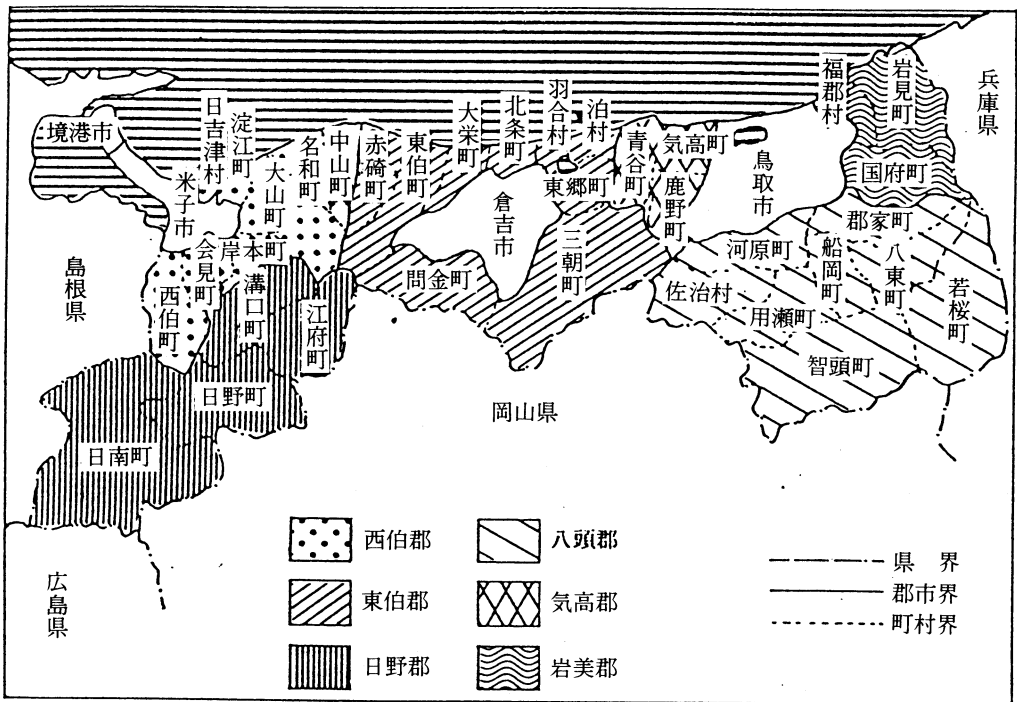 境港市
日吉津村
淀江町
米子市
大山町
名和町
中山町
赤碕町
東伯町
大栄町
北条町
羽合村
泊村
東郷町
青谷町
気高町
鹿野町
鳥取市
福郡村
岩見町
国府町
兵庫県
島根県
会見町
岸本町
西伯町
溝口町
江府町
日野町
日南町
倉吉市
問金町
三朝町
河原町
佐治村
用瀬町
船岡町
郡家町
八東町
若桜町
智頭町
岡山県
広島県
西伯郡
東伯郡
日野郡
八頭郡
気高郡
岩美郡
県界
郡市界
町村界